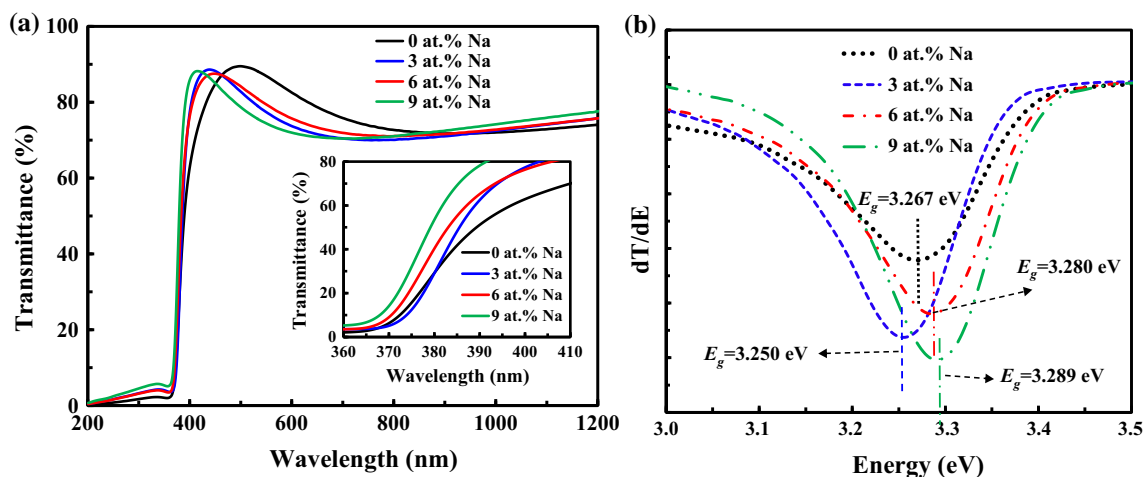 (a)
100
80
60
40
20
0
Transmittance (%)
0 at.% Na
3 at.% Na
6 at.% Na
9 at.% Na
80
60
40
20
0
Transmittance (%)
0 at.% Na
3 at.% Na
6 at.% Na
9 at.% Na
360 370 380 390 400 410
Wavelength (nm)
200 400 600 800 1000 1200
Wavelength (nm)
(b)
dT/dE
0 at.% Na
3 at.% Na
6 at.% Na
9 at.% Na
Eg=3.267 eV
Eg=3.280 eV
Eg=3.250 eV
Eg=3.289 eV
3.0 3.1 3.2 3.3 3.4 3.5
Energy (eV)